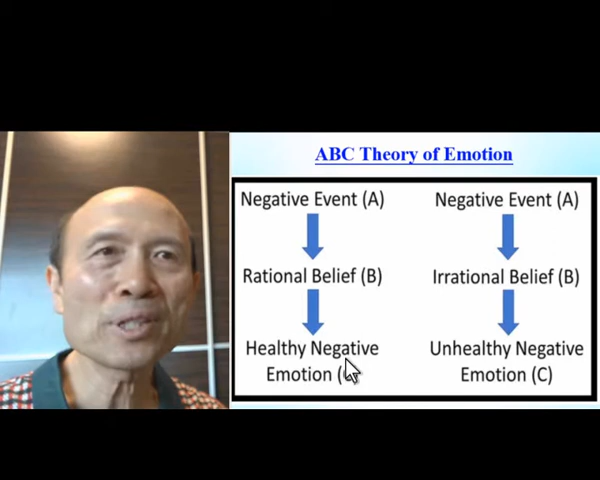 ABC Theory of Emotion
Negative Event (A)
Rational Belief (B)
Healthy Negative
Emotion (
Negative Event (A)
Irrational Belief (B)
Unhealthy Negative
Emotion (C)